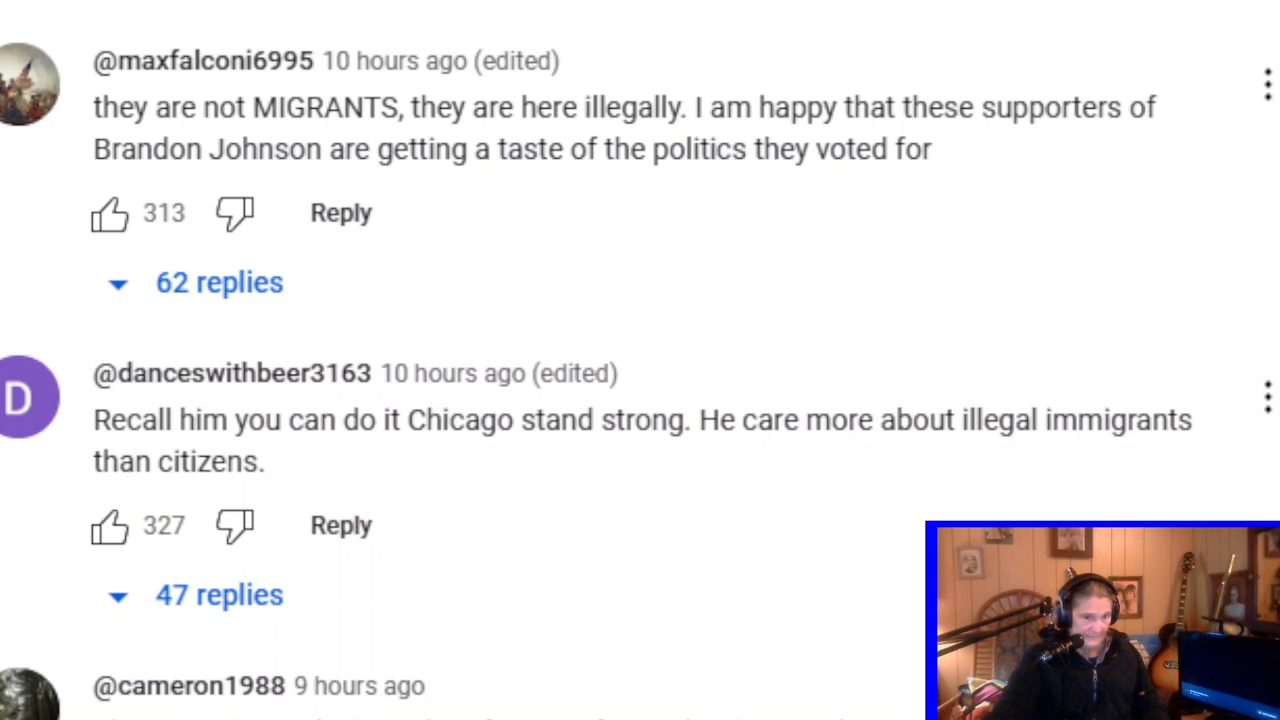 @maxfalconi6995 10 hours ago (edited)
they are not MIGRANTS, they are here illegally. I am happy that these supporters of
Brandon Johnson are getting a taste of the politics they voted for
313 Reply
62 replies
@danceswithbeer3163 10 hours ago (edited)
D
Recall him you can do it Chicago stand strong. He care more about illegal immigrants
than citizens.
327 Reply
47 replies
@cameron1988 9 hours ago